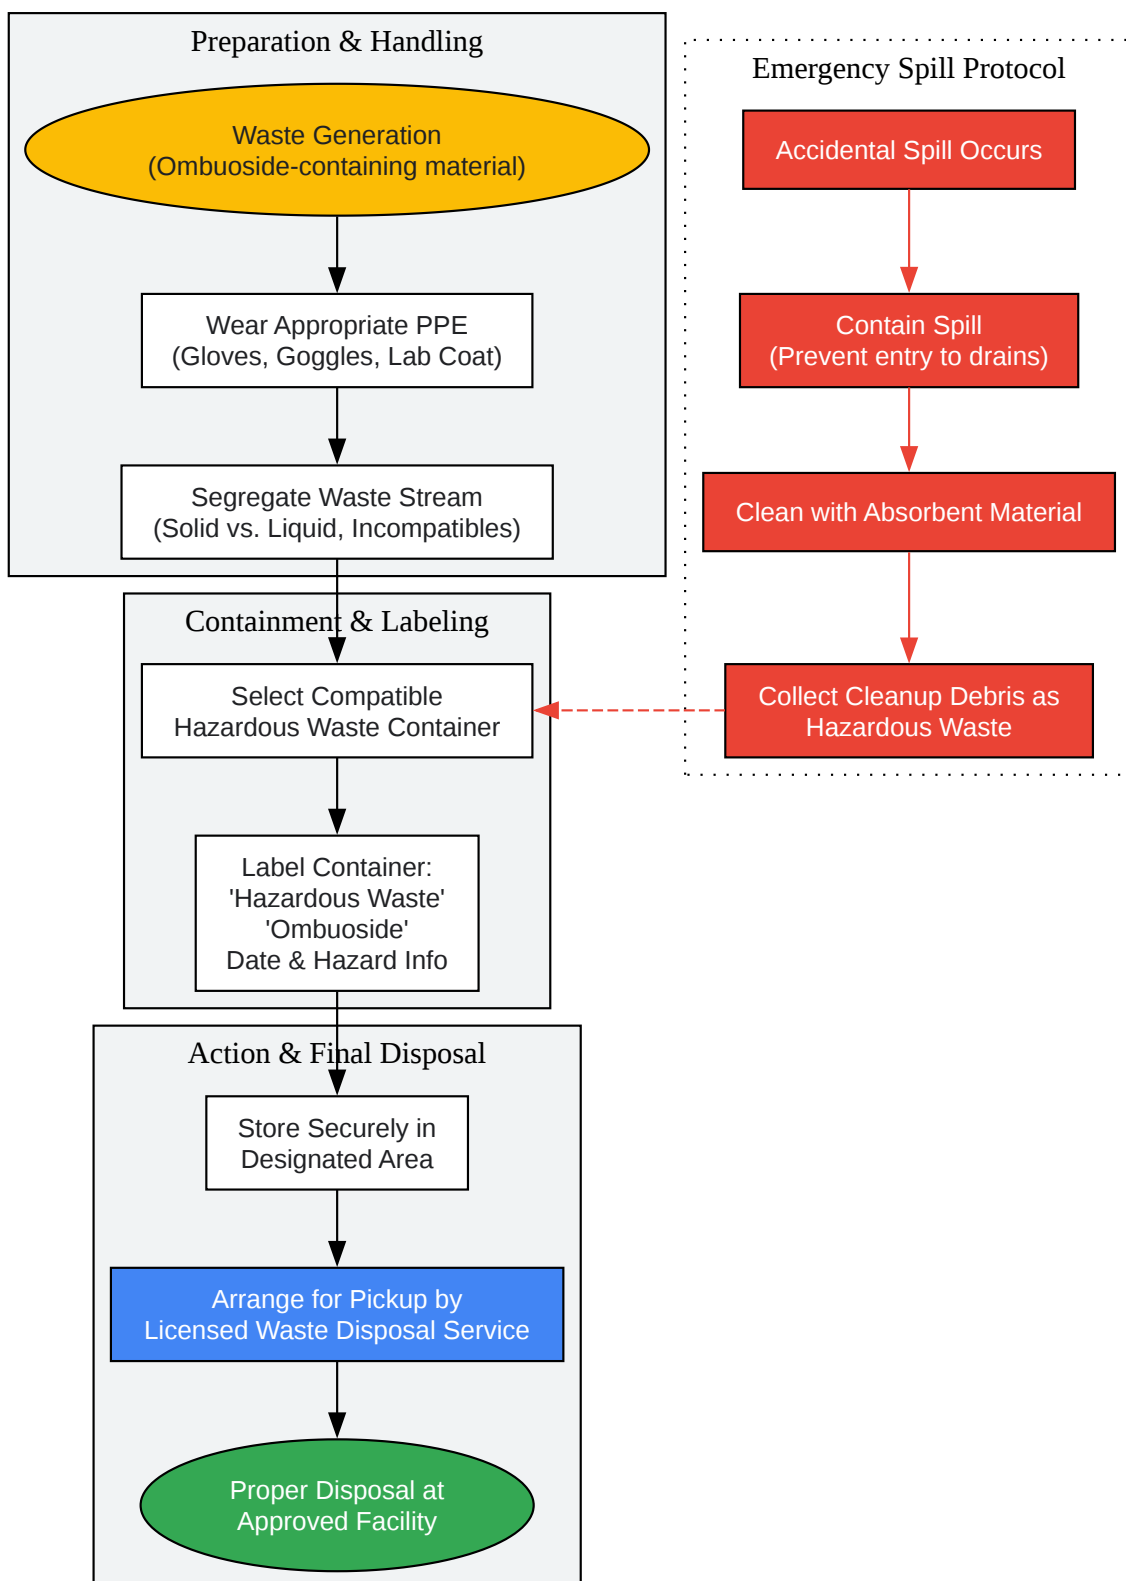 Preparation & Handling
Waste Generation
(Ombuoside-containing material)
Wear Appropriate PPE
(Gloves, Goggles, Lab Coat)
Segregate Waste Stream
(Solid vs. Liquid, Incompatibles)
Containment & Labeling
Select Compatible
Hazardous Waste Container
Label Container:
'Hazardous Waste'
'Ombuoside'
Date & Hazard Info
Action & Final Disposal
Store Securely in
Designated Area
Arrange for Pickup by
Licensed Waste Disposal Service
Proper Disposal at
Approved Facility
Emergency Spill Protocol
Accidental Spill Occurs
Contain Spill
(Prevent entry to drains)
Clean with Absorbent Material
Collect Cleanup Debris as
Hazardous Waste